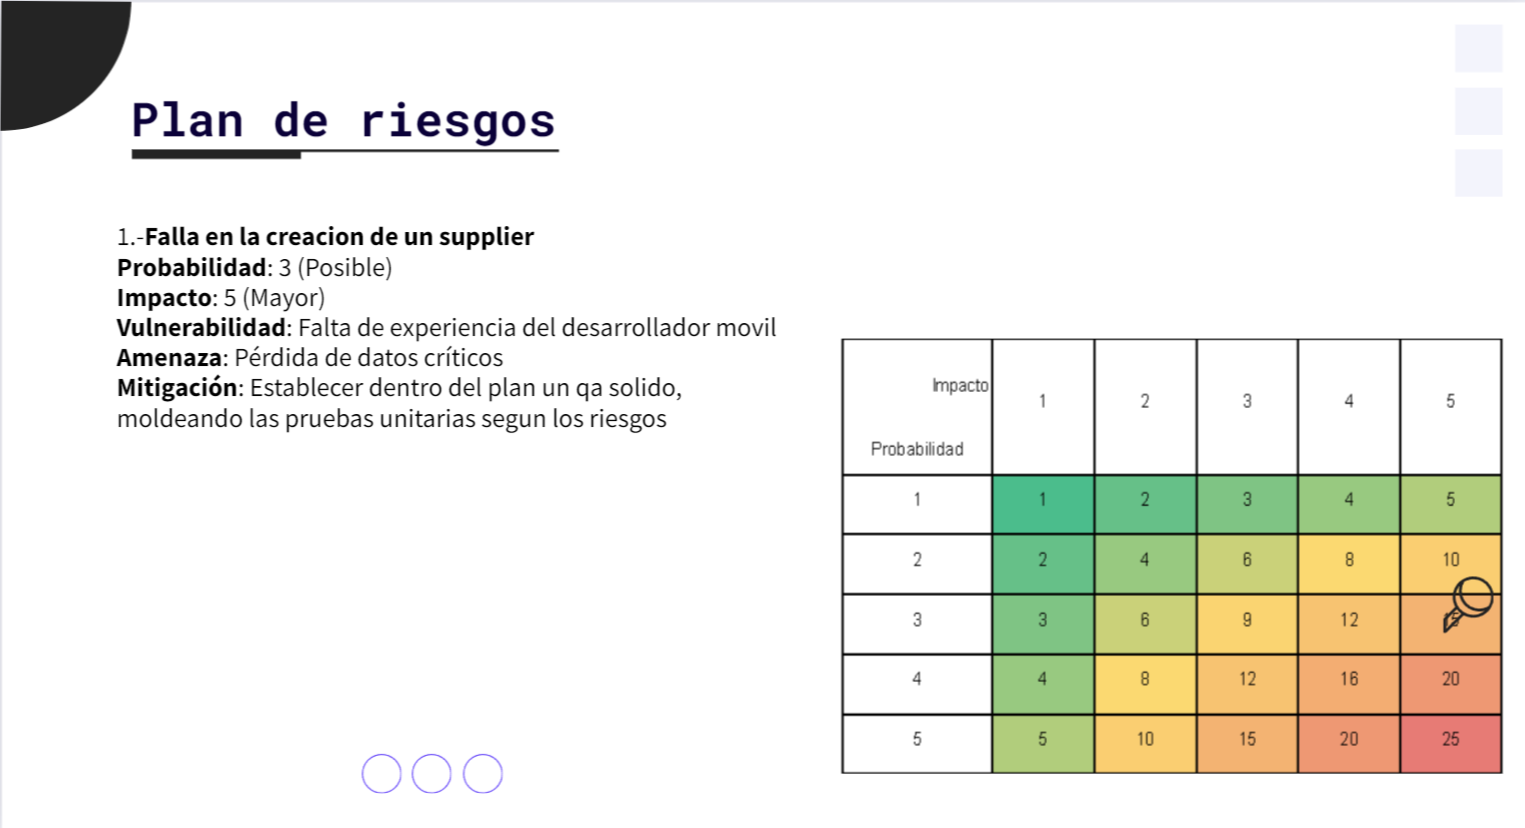 Plan de riesgos
1.-Falla en la creacion de un supplier
Probabilidad: 3 (Posible)
Impacto: 5 (Mayor)
Vulnerabilidad: Falta de experiencia del desarrollador movil
Amenaza: Pérdida de datos críticos
Mitigación: Establecer dentro del plan un qa solido,
moldeando las pruebas unitarias segun los riesgos
Impacto
Probabilidad
1 2 3 4 5
1 1 2 3 4 5
2 2 4 6 8 10
3 3 6 9 12 15
4 4 8 12 16 20
5 5 10 15 20 25